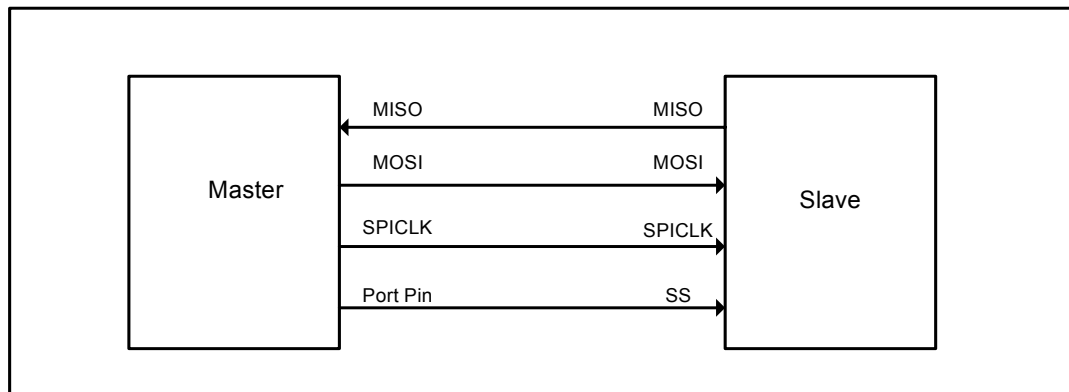 MISO MISO
MOSI MOSI
Master
Slave
SPICLK SPICLK
Port Pin SS